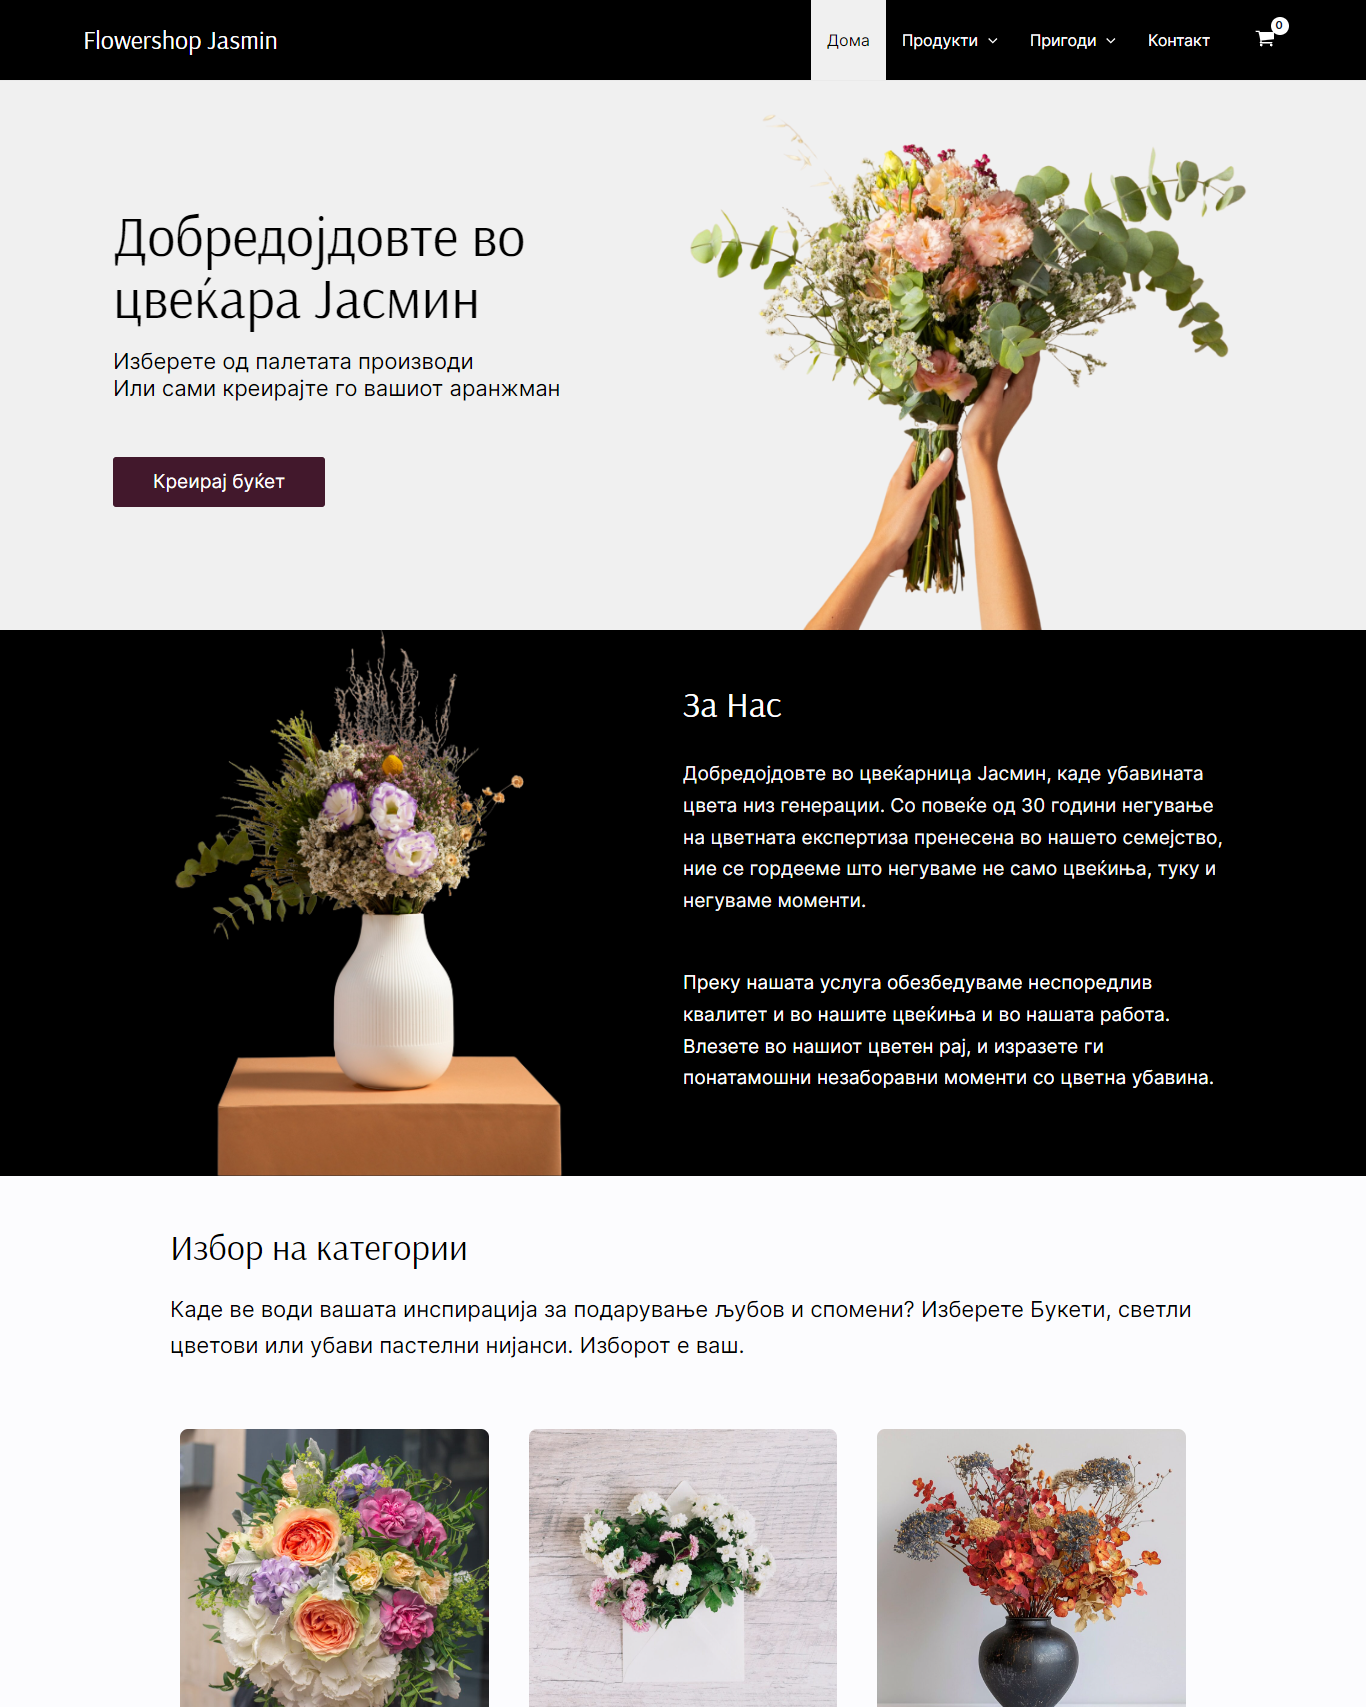 Flowershop Jasmin
Дома
Продукти
Пригоди
Контакт
0
Добредојдовте во
цвеќара Јасмин
Изберете од палетата производи
Или сами креирајте го вашиот аранжман
Креирај буќет
За Нас
Добредојдовте во цвеќарница Јасмин, каде убавината
цвета низ генерации. Со повеќе од 30 години негување
на цветната експертиза пренесена во нашето семејство,
ние се гордееме што негуваме не само цвеќиња, туку и
негуваме моменти.
Преку нашата услуга обезбедуваме неспоредлив
квалитет и во нашите цвеќиња и во нашата работа.
Влезете во нашиот цветен рај, и изразете ги
понатамошни незаборавни моменти со цветна убавина.
Избор на категории
Каде ве води вашата инспирација за подарување љубов и спомени? Изберете Букети, светли
цветови или убави пастелни нијанси. Изборот е ваш.